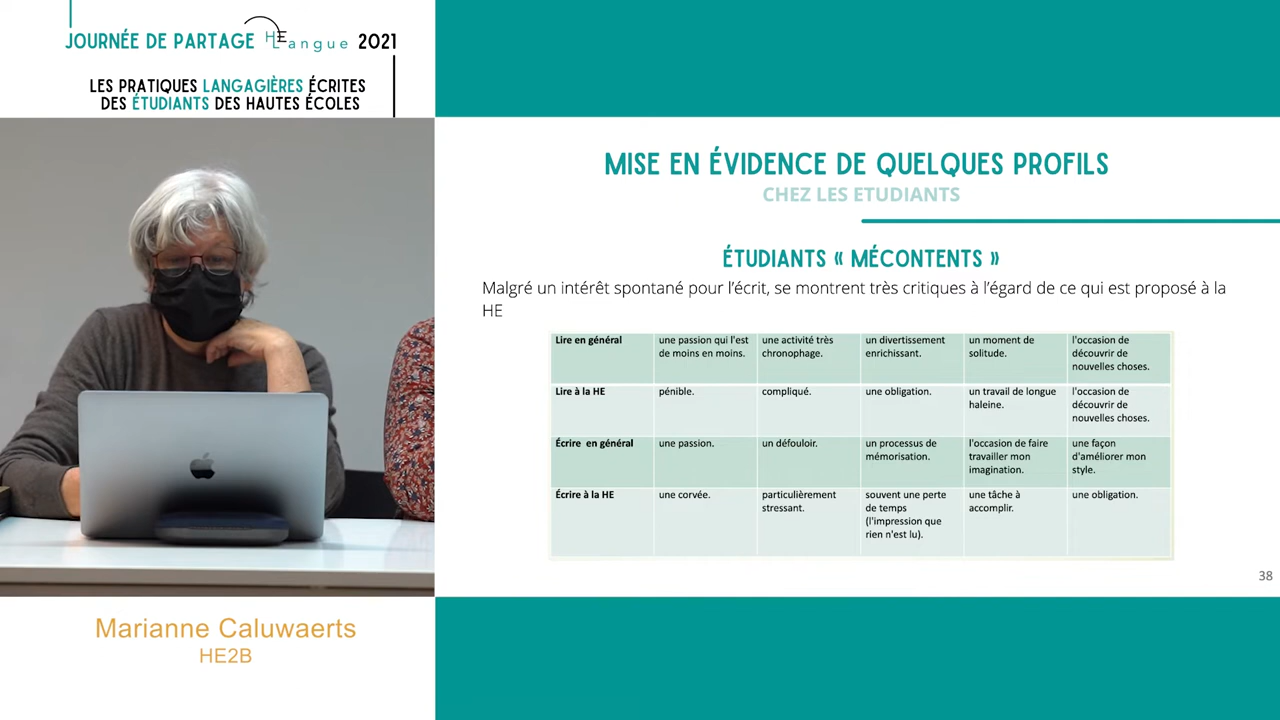 JOURNÉE DE PARTAGE HELangue 2021
LES PRATIQUES LANGAGIÈRES ÉCRITES
DES ÉTUDIANTS DES HAUTES ÉCOLES
Marianne Caluwaerts
HE2B
MISE EN ÉVIDENCE DE QUELQUES PROFILS
CHEZ LES ETUDIANTS
ÉTUDIANTS « MÉCONTENTS »
Malgré un intérêt spontané pour l'écrit, se montrent très critiques à l'égard de ce qui est proposé à la
HE
Lire en général
une passion qui l'est
de moins en moins.
une activité très
chronophage.
un divertissement
enrichissant.
un moment de
solitude.
l'occasion de
découvrir de
nouvelles choses.
Lire à la HE
pénible.
compliqué.
une obligation.
un travail de longue
haleine.
l'occasion de
découvrir de
nouvelles choses.
Écrire en général
une passion.
un défouloir.
un processus de
mémorisation.
l'occasion de faire
travailler mon
imagination.
une façon
d'améliorer mon
style.
Écrire à la HE
une corvée.
particulièrement
stressant.
souvent une perte
de temps
(l'impression que
rien n'est lu).
une tâche à
accomplir.
une obligation.
38